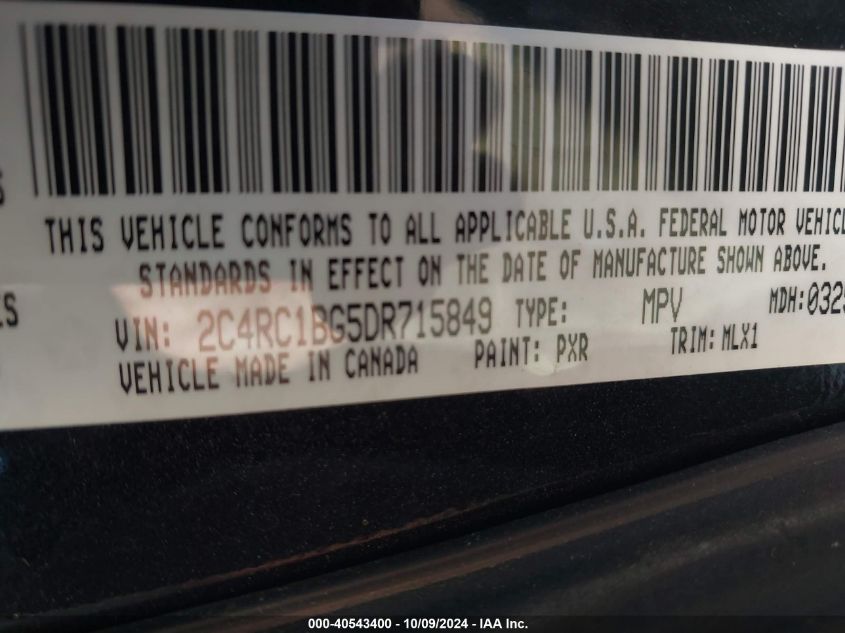 THIS VEHICLE CONFORMS TO ALL APPLICABLE U.S.A. FEDERAL MOTOR VEHICL
STANDARDS IN EFFECT ON THE DATE OF MANUFACTURE SHOWN ABOVE.
VIN: 2C4RC1BG5DR715849 TYPE: MPV MDH:0325
VEHICLE MADE IN CANADA PAINT: PXR TRIM: MLX1
000-40543400 - 10/09/2024 - IAA Inc.